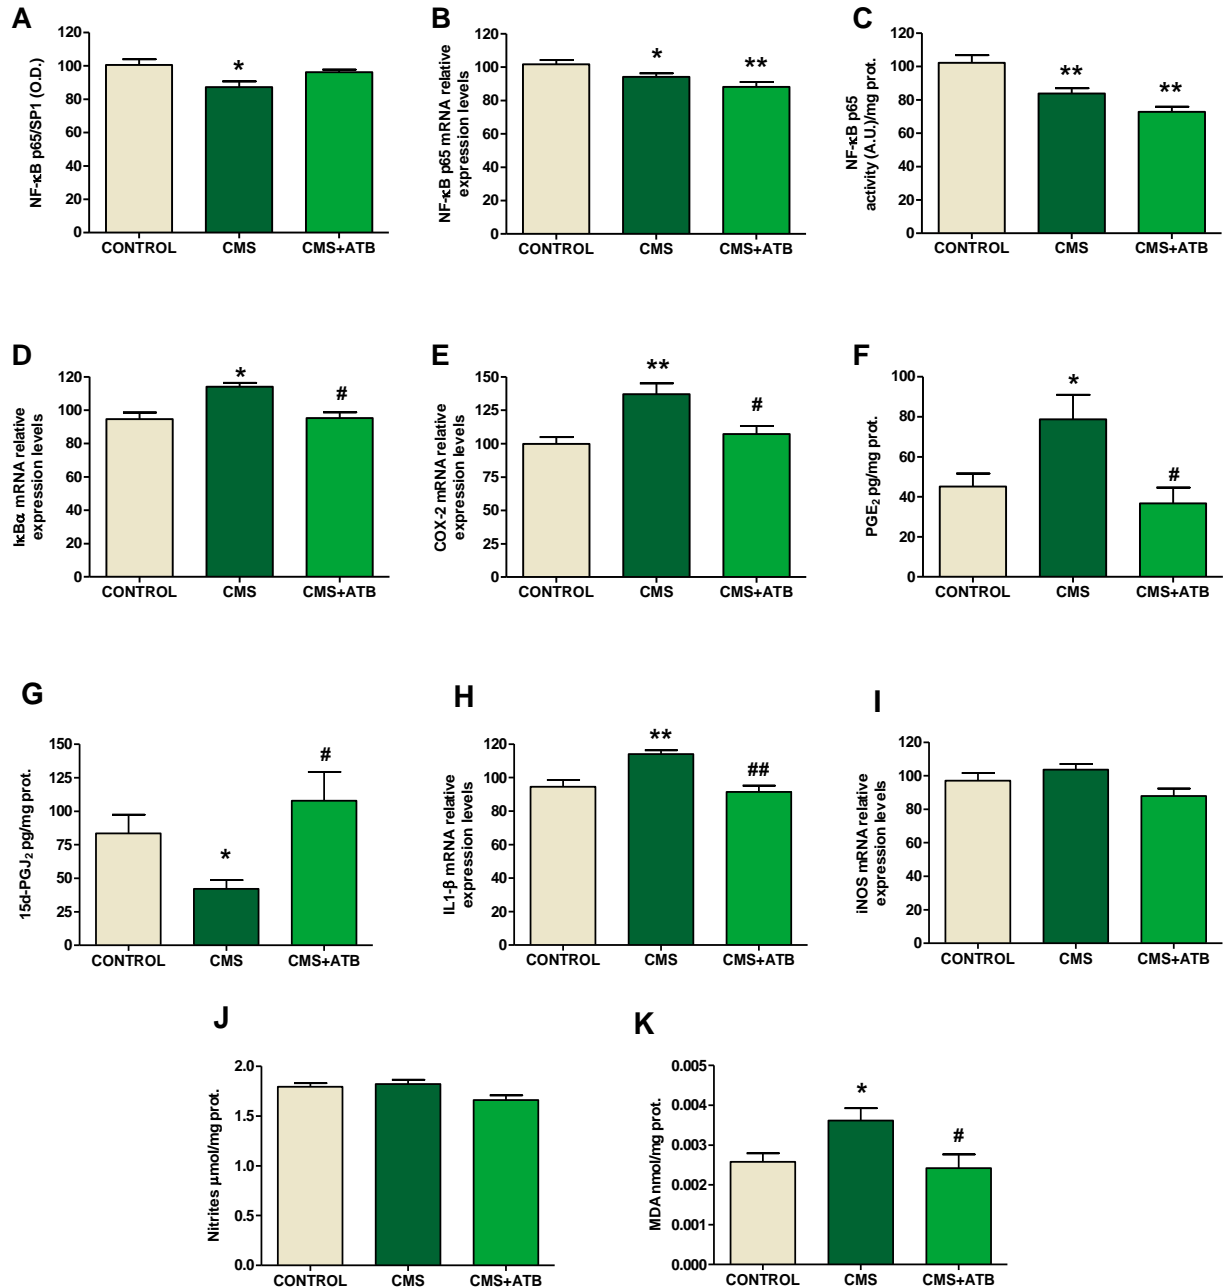 A
NF-κB p65/SP1 (O.D.)
120
100
80
60
40
20
0
*
CONTROL
CMS
CMS+ATB
B
NF-κB p65 mRNA relative
expression levels
120
100
80
60
40
20
0
*
**
CONTROL
CMS
CMS+ATB
C
NF-κB p65
activity (A.U.)/mg prot.
120
100
80
60
40
20
0
**
**
CONTROL
CMS
CMS+ATB
D
IκBα mRNA relative
expression levels
120
100
80
60
40
20
0
*
#
CONTROL
CMS
CMS+ATB
E
COX-2 mRNA relative
expression levels
150
125
100
75
50
25
0
**
#
CONTROL
CMS
CMS+ATB
F
PGE₂ pg/mg prot.
100
80
60
40
20
0
*
#
CONTROL
CMS
CMS+ATB
G
15d-PGJ₂ pg/mg prot.
150
125
100
75
50
25
0
*
#
CONTROL
CMS
CMS+ATB
H
IL1-β mRNA relative
expression levels
120
100
80
60
40
20
0
**
##
CONTROL
CMS
CMS+ATB
I
iNOS mRNA relative
expression levels
120
100
80
60
40
20
0
CONTROL
CMS
CMS+ATB
J
Nitrites µmol/mg prot.
2.0
1.5
1.0
0.5
0.0
CONTROL
CMS
CMS+ATB
K
MDA nmol/mg prot.
0.005
0.004
0.003
0.002
0.001
0.000
*
#
CONTROL
CMS
CMS+ATB